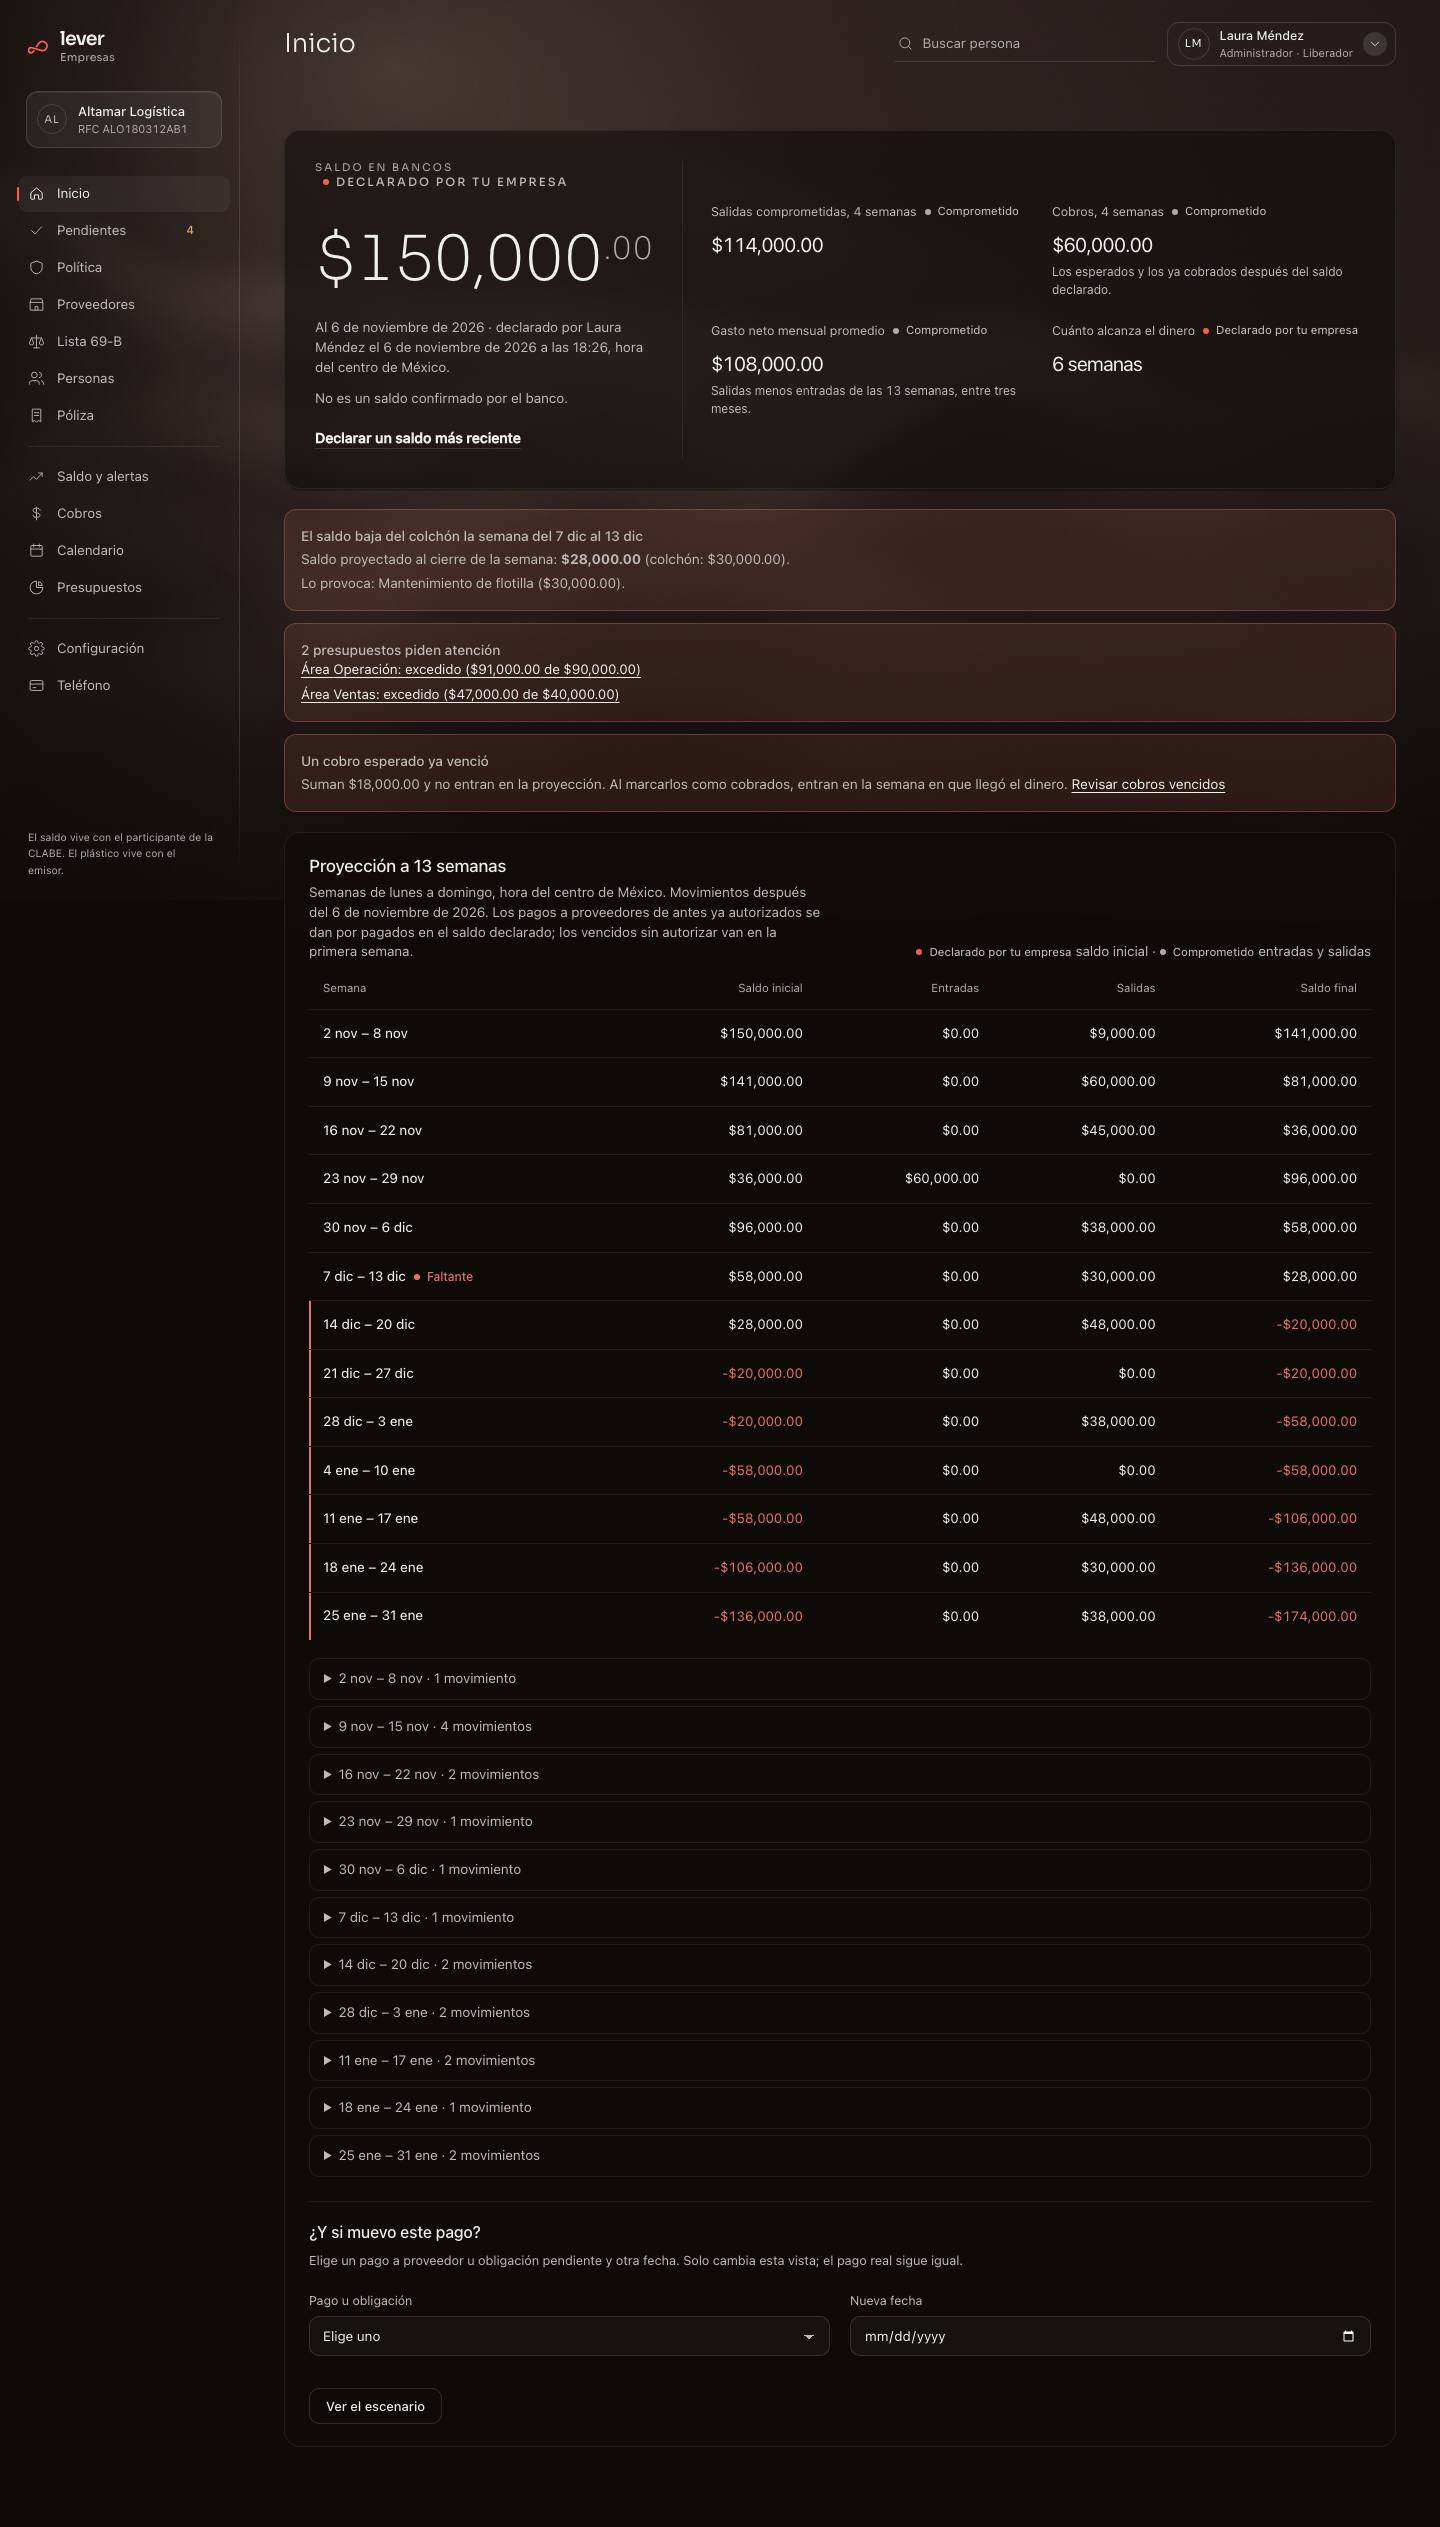 lever
Empresas
AL
Altamar Logística
RFC ALO180312AB1
Inicio
Pendientes 4
Política
Proveedores
Lista 69-B
Personas
Póliza
Saldo y alertas
Cobros
Calendario
Presupuestos
Configuración
Teléfono
El saldo vive con el participante de la
CLABE. El plástico vive con el
emisor.
Inicio
Buscar persona
LM
Laura Méndez
Administrador · Liberador
SALDO EN BANCOS
DECLARADO POR TU EMPRESA
$150,000.00
Al 6 de noviembre de 2026 · declarado por Laura
Méndez el 6 de noviembre de 2026 a las 18:26, hora
del centro de México.
No es un saldo confirmado por el banco.
Declarar un saldo más reciente
Salidas comprometidas, 4 semanas Comprometido
$114,000.00
Cobros, 4 semanas Comprometido
$60,000.00
Los esperados y los ya cobrados después del saldo
declarado.
Gasto neto mensual promedio Comprometido
$108,000.00
Salidas menos entradas de las 13 semanas, entre tres
meses.
Cuánto alcanza el dinero Declarado por tu empresa
6 semanas
El saldo baja del colchón la semana del 7 dic al 13 dic
Saldo proyectado al cierre de la semana: $28,000.00 (colchón: $30,000.00).
Lo provoca: Mantenimiento de flotilla ($30,000.00).
2 presupuestos piden atención
Área Operación: excedido ($91,000.00 de $90,000.00)
Área Ventas: excedido ($47,000.00 de $40,000.00)
Un cobro esperado ya venció
Suman $18,000.00 y no entran en la proyección. Al marcarlos como cobrados, entran en la semana en que llegó el dinero. Revisar cobros vencidos
Proyección a 13 semanas
Semanas de lunes a domingo, hora del centro de México. Movimientos después
del 6 de noviembre de 2026. Los pagos a proveedores de antes ya autorizados se
dan por pagados en el saldo declarado; los vencidos sin autorizar van en la
primera semana.
Declarado por tu empresa saldo inicial · Comprometido entradas y salidas
Semana Saldo inicial Entradas Salidas Saldo final
2 nov – 8 nov $150,000.00 $0.00 $9,000.00 $141,000.00
9 nov – 15 nov $141,000.00 $0.00 $60,000.00 $81,000.00
16 nov – 22 nov $81,000.00 $0.00 $45,000.00 $36,000.00
23 nov – 29 nov $36,000.00 $60,000.00 $0.00 $96,000.00
30 nov – 6 dic $96,000.00 $0.00 $38,000.00 $58,000.00
7 dic – 13 dic Faltante $58,000.00 $0.00 $30,000.00 $28,000.00
14 dic – 20 dic $28,000.00 $0.00 $48,000.00 -$20,000.00
21 dic – 27 dic -$20,000.00 $0.00 $0.00 -$20,000.00
28 dic – 3 ene -$20,000.00 $0.00 $38,000.00 -$58,000.00
4 ene – 10 ene -$58,000.00 $0.00 $0.00 -$58,000.00
11 ene – 17 ene -$58,000.00 $0.00 $48,000.00 -$106,000.00
18 ene – 24 ene -$106,000.00 $0.00 $30,000.00 -$136,000.00
25 ene – 31 ene -$136,000.00 $0.00 $38,000.00 -$174,000.00
2 nov – 8 nov · 1 movimiento
9 nov – 15 nov · 4 movimientos
16 nov – 22 nov · 2 movimientos
23 nov – 29 nov · 1 movimiento
30 nov – 6 dic · 1 movimiento
7 dic – 13 dic · 1 movimiento
14 dic – 20 dic · 2 movimientos
28 dic – 3 ene · 2 movimientos
11 ene – 17 ene · 2 movimientos
18 ene – 24 ene · 1 movimiento
25 ene – 31 ene · 2 movimientos
¿Y si muevo este pago?
Elige un pago a proveedor u obligación pendiente y otra fecha. Solo cambia esta vista; el pago real sigue igual.
Pago u obligación
Elige uno
Nueva fecha
mm/dd/yyyy
Ver el escenario